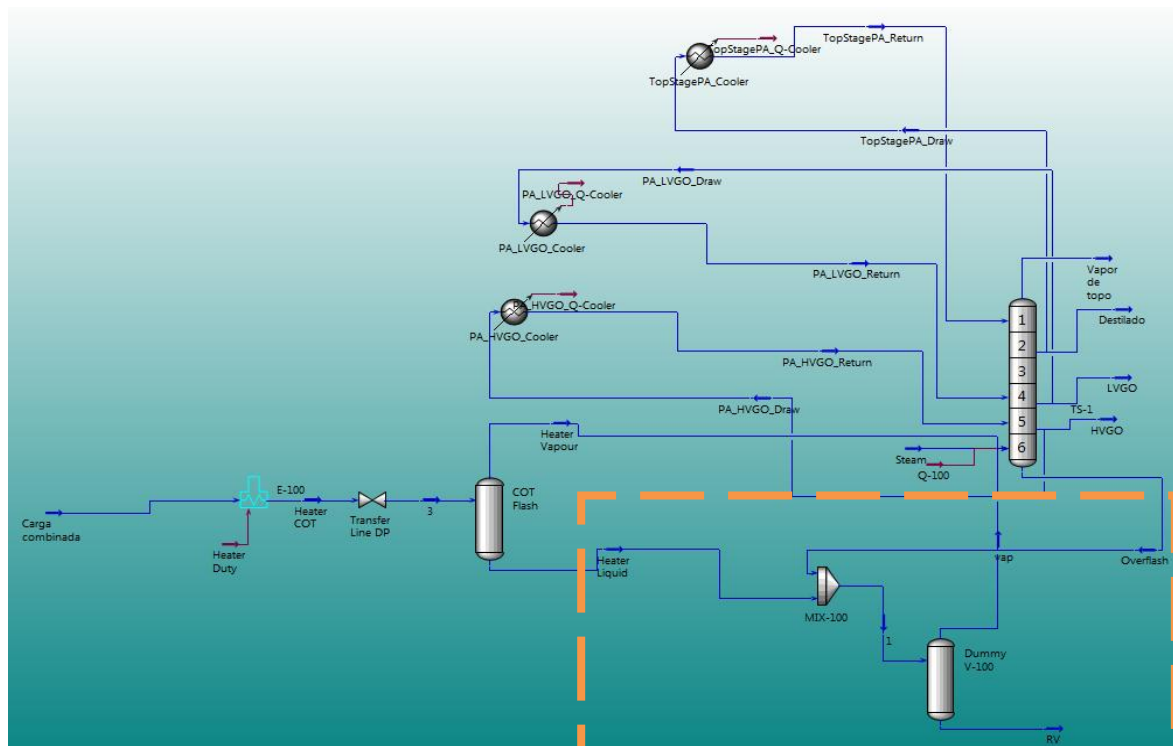 TopStagePA_Q-Cooler
TopStagePA_Return
TopStagePA_Cooler
TopStagePA_Draw
PA_LVGO_Draw
PA_LVGO_Q-Cooler
PA_LVGO_Cooler
PA_LVGO_Return
Vapor
de
topo
PA_HVGO_Q-Cooler
PA_HVGO_Cooler
1
Destilado
2
PA_HVGO_Return
3
LVGO
4
TS-1
PA_HVGO_Draw
5
HVGO
Heater
Vapour
6
Steam
Q-100
E-100
Heater
COT
COT
Flash
Carga
combinada
Transfer
Line DP
3
Heater
Duty
Heater
Liquid
vap
Overflash
MIX-100
1
Dummy
V-100
RV